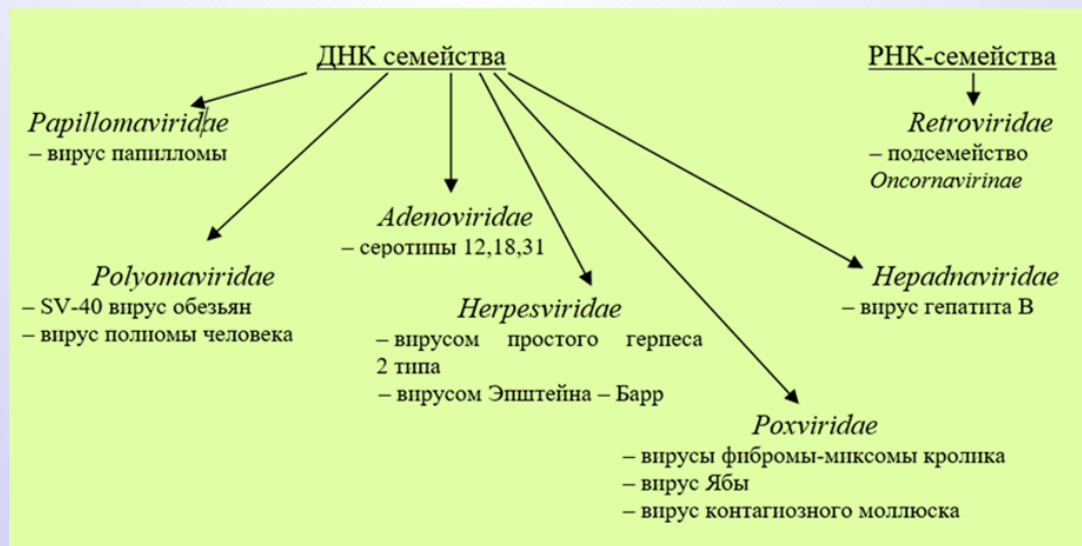 ДНК семейства
РНК-семейства
Papillomaviridae
– вирус папилломы
Retroviridae
– подсемейство
Oncornavirinae
Adenoviridae
– серотипы 12,18,31
Polyomaviridae
– SV-40 вирус обезьян
– вирус полиомы человека
Hepadnaviridae
– вирус гепатита В
Herpesviridae
– вирусом простого герпеса
2 типа
– вирусом Эпштейна – Барр
Poxviridae
– вирусы фибромы-миксомы кролика
– вирус Ябы
– вирус контагиозного моллюска